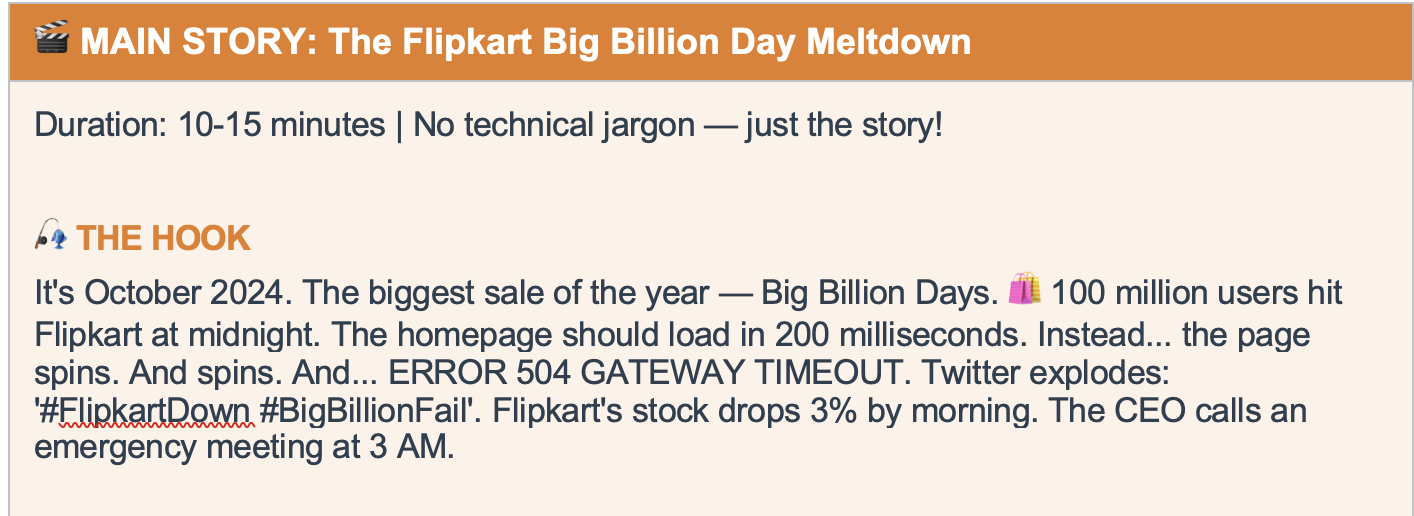 🎬 MAIN STORY: The Flipkart Big Billion Day Meltdown
Duration: 10-15 minutes | No technical jargon — just the story!
🎣 THE HOOK
It's October 2024. The biggest sale of the year — Big Billion Days. 🛍️ 100 million users hit
Flipkart at midnight. The homepage should load in 200 milliseconds. Instead... the page
spins. And spins. And... ERROR 504 GATEWAY TIMEOUT. Twitter explodes:
'#FlipkartDown #BigBillionFail'. Flipkart's stock drops 3% by morning. The CEO calls an
emergency meeting at 3 AM.